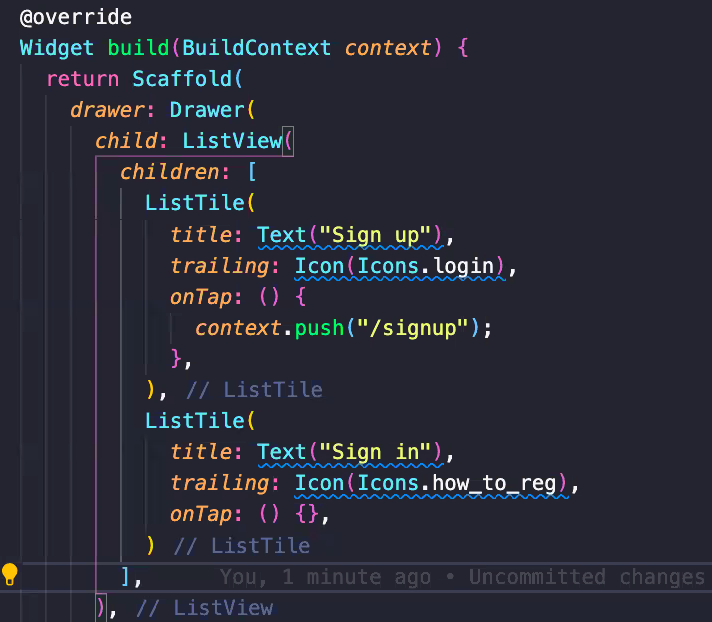 @override
Widget build(BuildContext context) {
  return Scaffold(
    drawer: Drawer(
      child: ListView(
        children: [
          ListTile(
            title: Text("Sign up"),
            trailing: Icon(Icons.login),
            onTap: () {
              context.push("/signup");
            },
          ), // ListTile
          ListTile(
            title: Text("Sign in"),
            trailing: Icon(Icons.how_to_reg),
            onTap: () {},
          ) // ListTile
        ],      You, 1 minute ago • Uncommitted changes
      ), // ListView